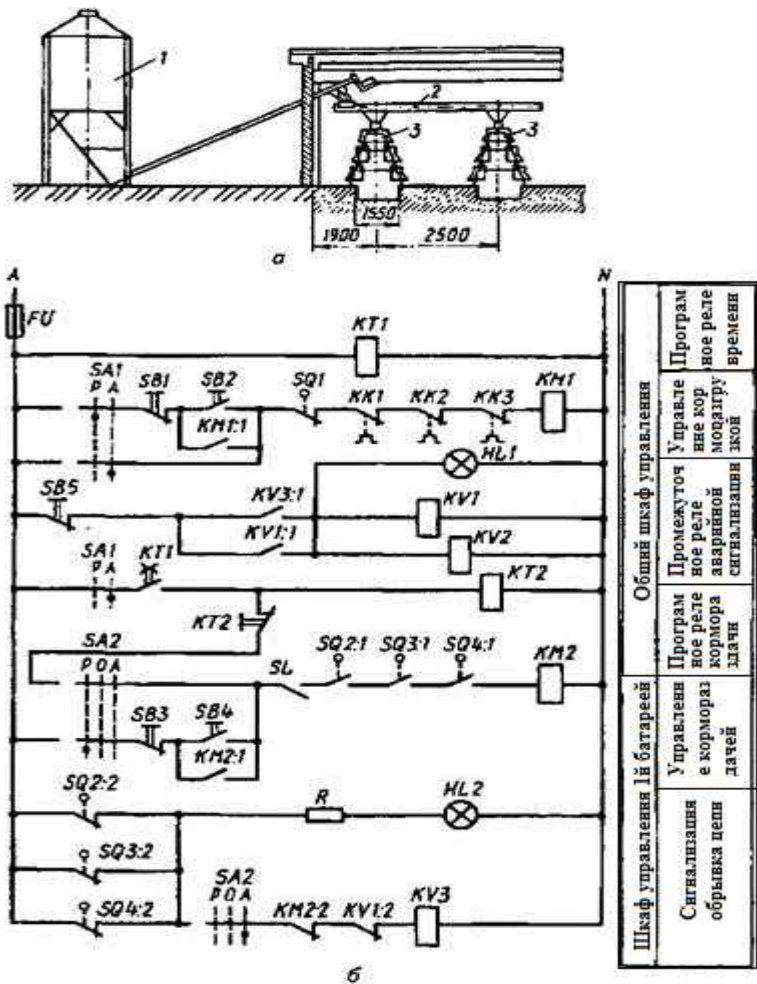 1
2
3
3
1550
1900
2500
а
A
N
FU
KT1
SA1
P A
SB1
SB2
SQ1
KK1
KK2
KK3
KM1
KM1:1
HL1
SB5
KV3:1
KV1
KV1:1
KV2
SA1
P A
KT1
KT2
KT2
SA2
P O A
SL
SQ2:1
SQ3:1
SQ4:1
KM2
SB3
SB4
KM2:1
SQ2:2
R
HL2
SQ3:2
SA2
P O A
SQ4:2
KM2:2
KV1:2
KV3
б
Общий шкаф управления
Програм
ное реле
времени
Управле
ние кор
моцазгру
зкой
Промежуточ
ное реле
аварийной
сигнализации
Програм
ное реле
корморa
здачи
Шкаф управления 1й батареей
Управлени
е кормораз
дачей
Сигнализация
обрывка цепи